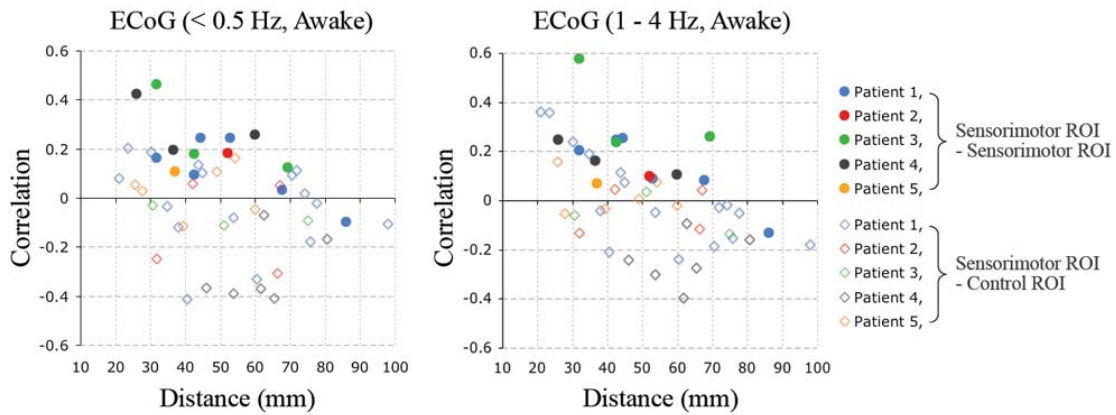 ECoG (< 0.5 Hz, Awake)
ECoG (1 - 4 Hz, Awake)
Correlation
0.6
0.4
0.2
0
-0.2
-0.4
-0.6
10 20 30 40 50 60 70 80 90 100
Distance (mm)
Correlation
0.6
0.4
0.2
0
-0.2
-0.4
-0.6
10 20 30 40 50 60 70 80 90 100
Distance (mm)
Patient 1,
Patient 2,
Patient 3,
Patient 4,
Patient 5,
Sensorimotor ROI
- Sensorimotor ROI
Patient 1,
Patient 2,
Patient 3,
Patient 4,
Patient 5,
Sensorimotor ROI
- Control ROI